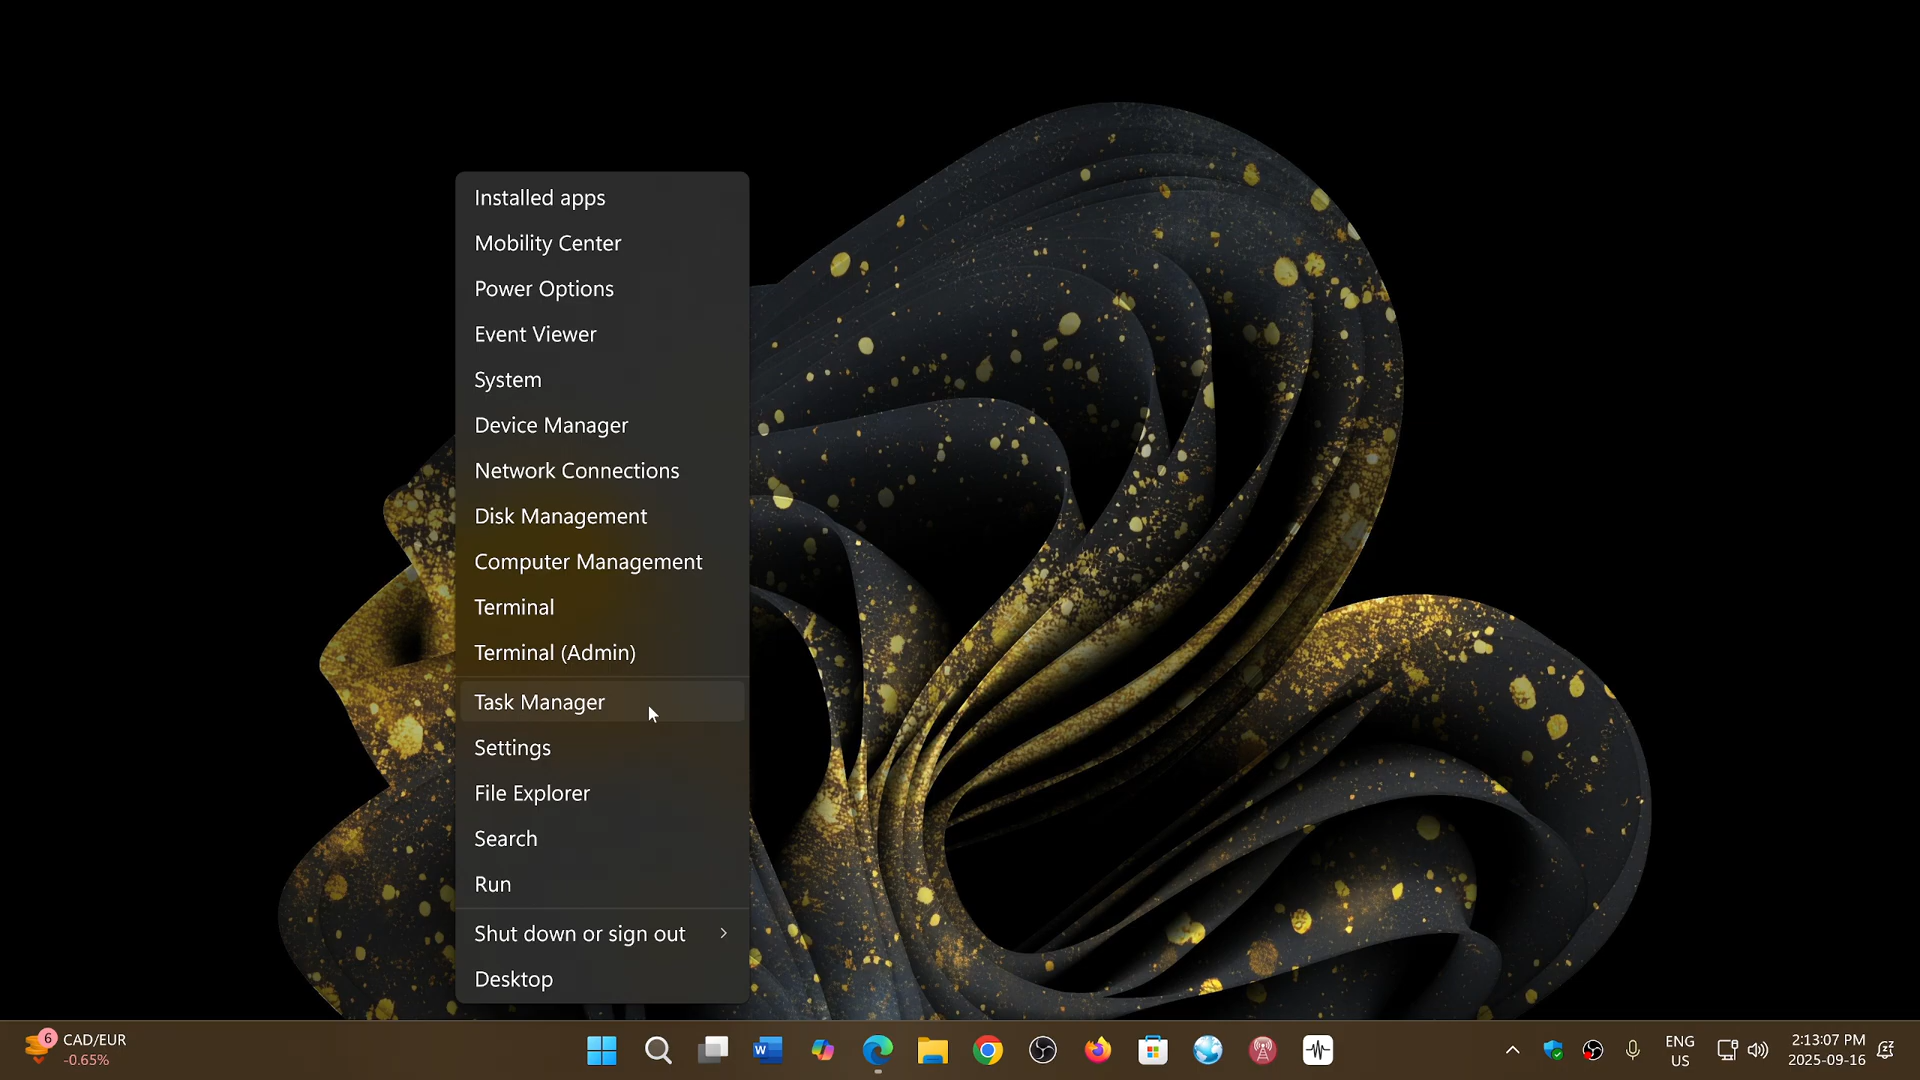 Installed apps
Mobility Center
Power Options
Event Viewer
System
Device Manager
Network Connections
Disk Management
Computer Management
Terminal
Terminal (Admin)
Task Manager
Settings
File Explorer
Search
Run
Shut down or sign out
Desktop
6
CAD/EUR
-0.65%
W
ENG
US
2:13:07 PM
2025-09-16